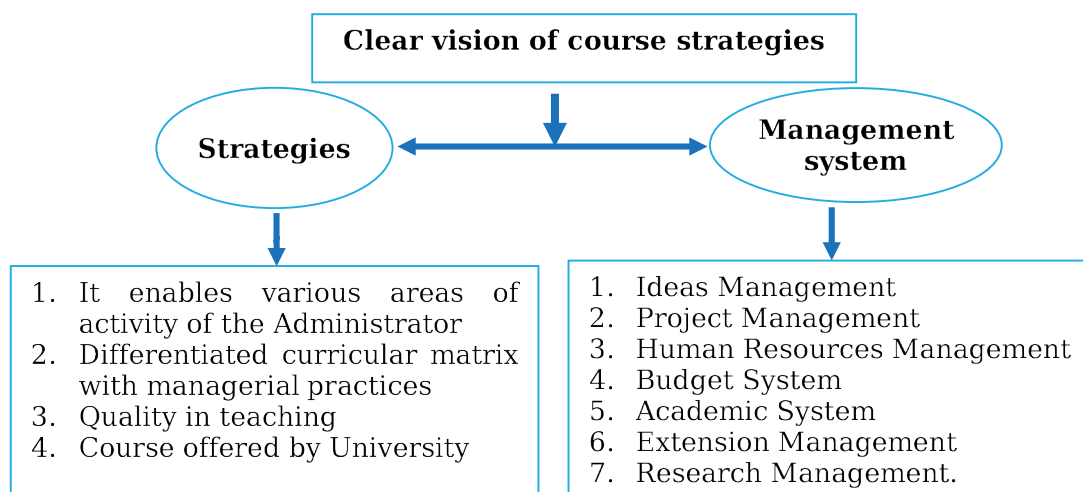 Clear vision of course strategies
Strategies
Management
system
1. It enables various areas of
activity of the Administrator
2. Differentiated curricular matrix
with managerial practices
3. Quality in teaching
4. Course offered by University
1. Ideas Management
2. Project Management
3. Human Resources Management
4. Budget System
5. Academic System
6. Extension Management
7. Research Management.